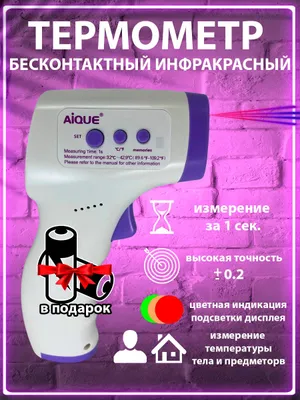 ТЕРМОМЕТР
БЕСКОНТАКТНЫЙ ИНФРАКРАСНЫЙ
AiQUE®
SET
°C/°F
memories
Measuring time: 1s
Measurement range: 32°C - 42.9°C( 89.6°F-109.2°F)
Please refer to the manual for other information
измерение
за 1 сек.
высокая точность
± 0.2
цветная индикация
подсветки дисплея
в подарок
измерение
температуры
тела и предметорв